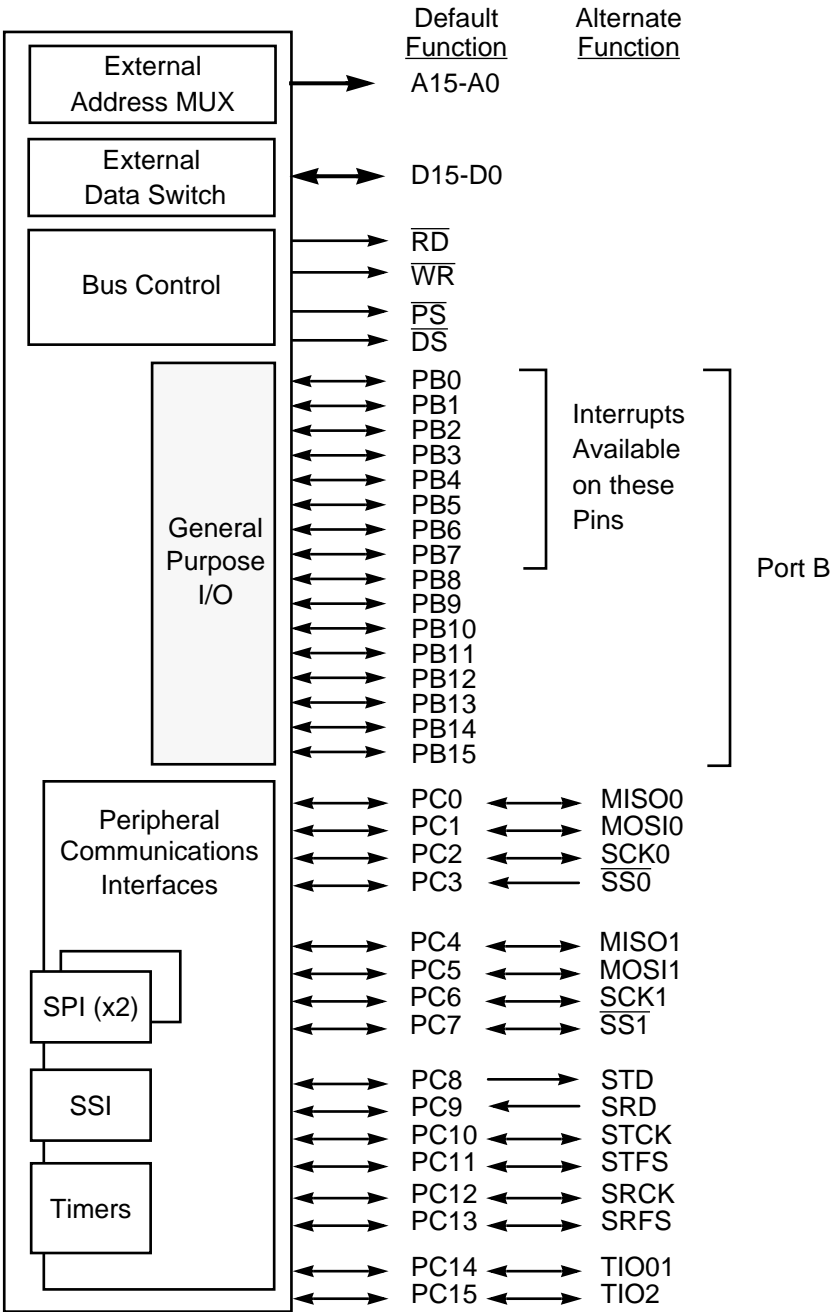 Default Alternate
Function Function
External
Address MUX
A15-A0
External
Data Switch
D15-D0
Bus Control
RD
WR
PS
DS
General
Purpose
I/O
PB0
PB1
PB2
PB3
PB4
PB5
PB6
PB7
PB8
PB9
PB10
PB11
PB12
PB13
PB14
PB15
Interrupts
Available
on these
Pins
Port B
Peripheral
Communications
Interfaces
SPI (x2)
SSI
Timers
PC0 MISO0
PC1 MOSI0
PC2 SCK0
PC3 SS0
PC4 MISO1
PC5 MOSI1
PC6 SCK1
PC7 SS1
PC8 STD
PC9 SRD
PC10 STCK
PC11 STFS
PC12 SRCK
PC13 SRFS
PC14 TIO01
PC15 TIO2